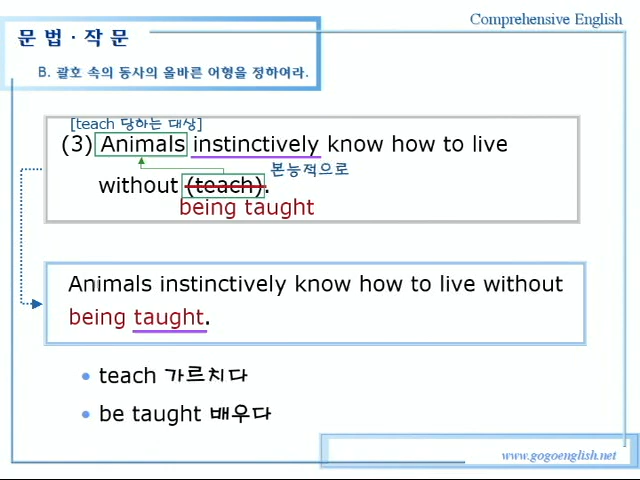 Comprehensive English
문 법 · 작 문
B. 괄호 속의 동사의 올바른 어형을 정하여라.
[teach 당하는 대상]
(3) Animals instinctively know how to live
본능적으로
without (teach).
being taught
Animals instinctively know how to live without
being taught.
• teach 가르치다
• be taught 배우다
www.gogoenglish.net